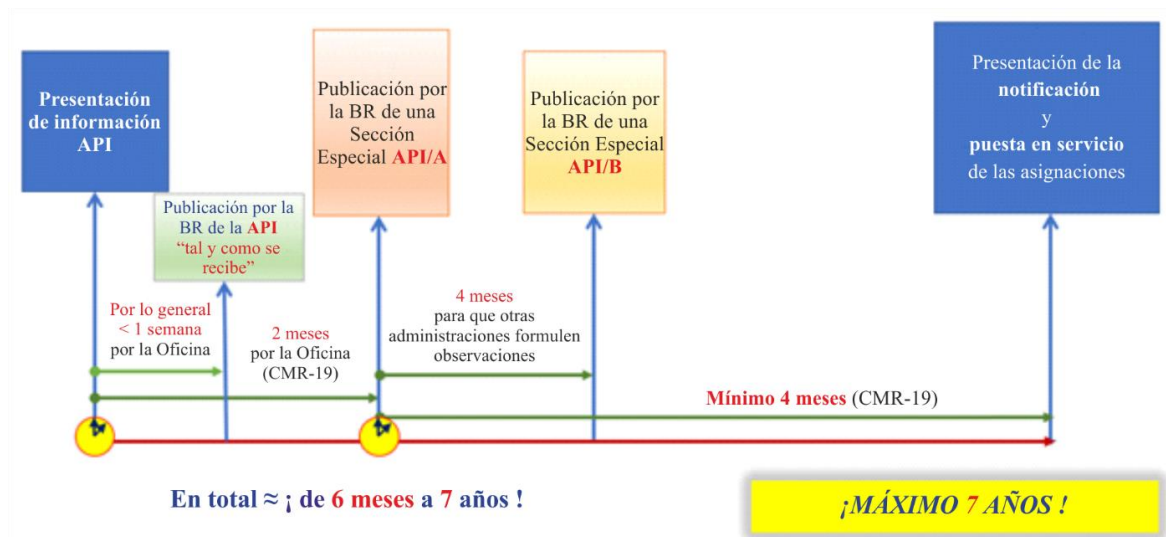 Presentación
de información
API
Publicación por la
BR de la API
“tal y como se
recibe”
Publicación por
la BR de una
Sección
Especial API/A
Publicación por
la BR de una
Sección Especial
API/B
Presentación de la
notificación
y
puesta en servicio
de las asignaciones
Por lo general
< 1 semana
por la Oficina
2 meses
por la Oficina
(CMR-19)
4 meses
para que otras
administraciones formulen
observaciones
Mínimo 4 meses (CMR-19)
En total ≈ ¡ de 6 meses a 7 años !
¡MÁXIMO 7 AÑOS !